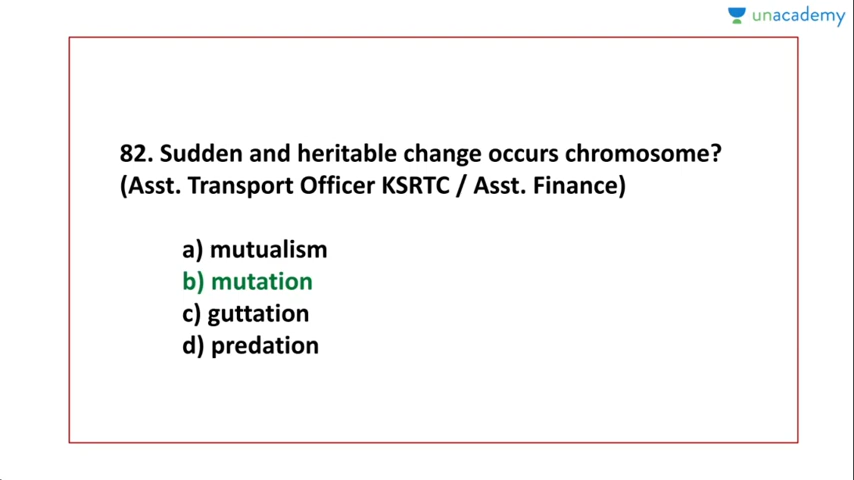 unacademy
82. Sudden and heritable change occurs chromosome?
(Asst. Transport Officer KSRTC / Asst. Finance)
a) mutualism
b) mutation
c) guttation
d) predation